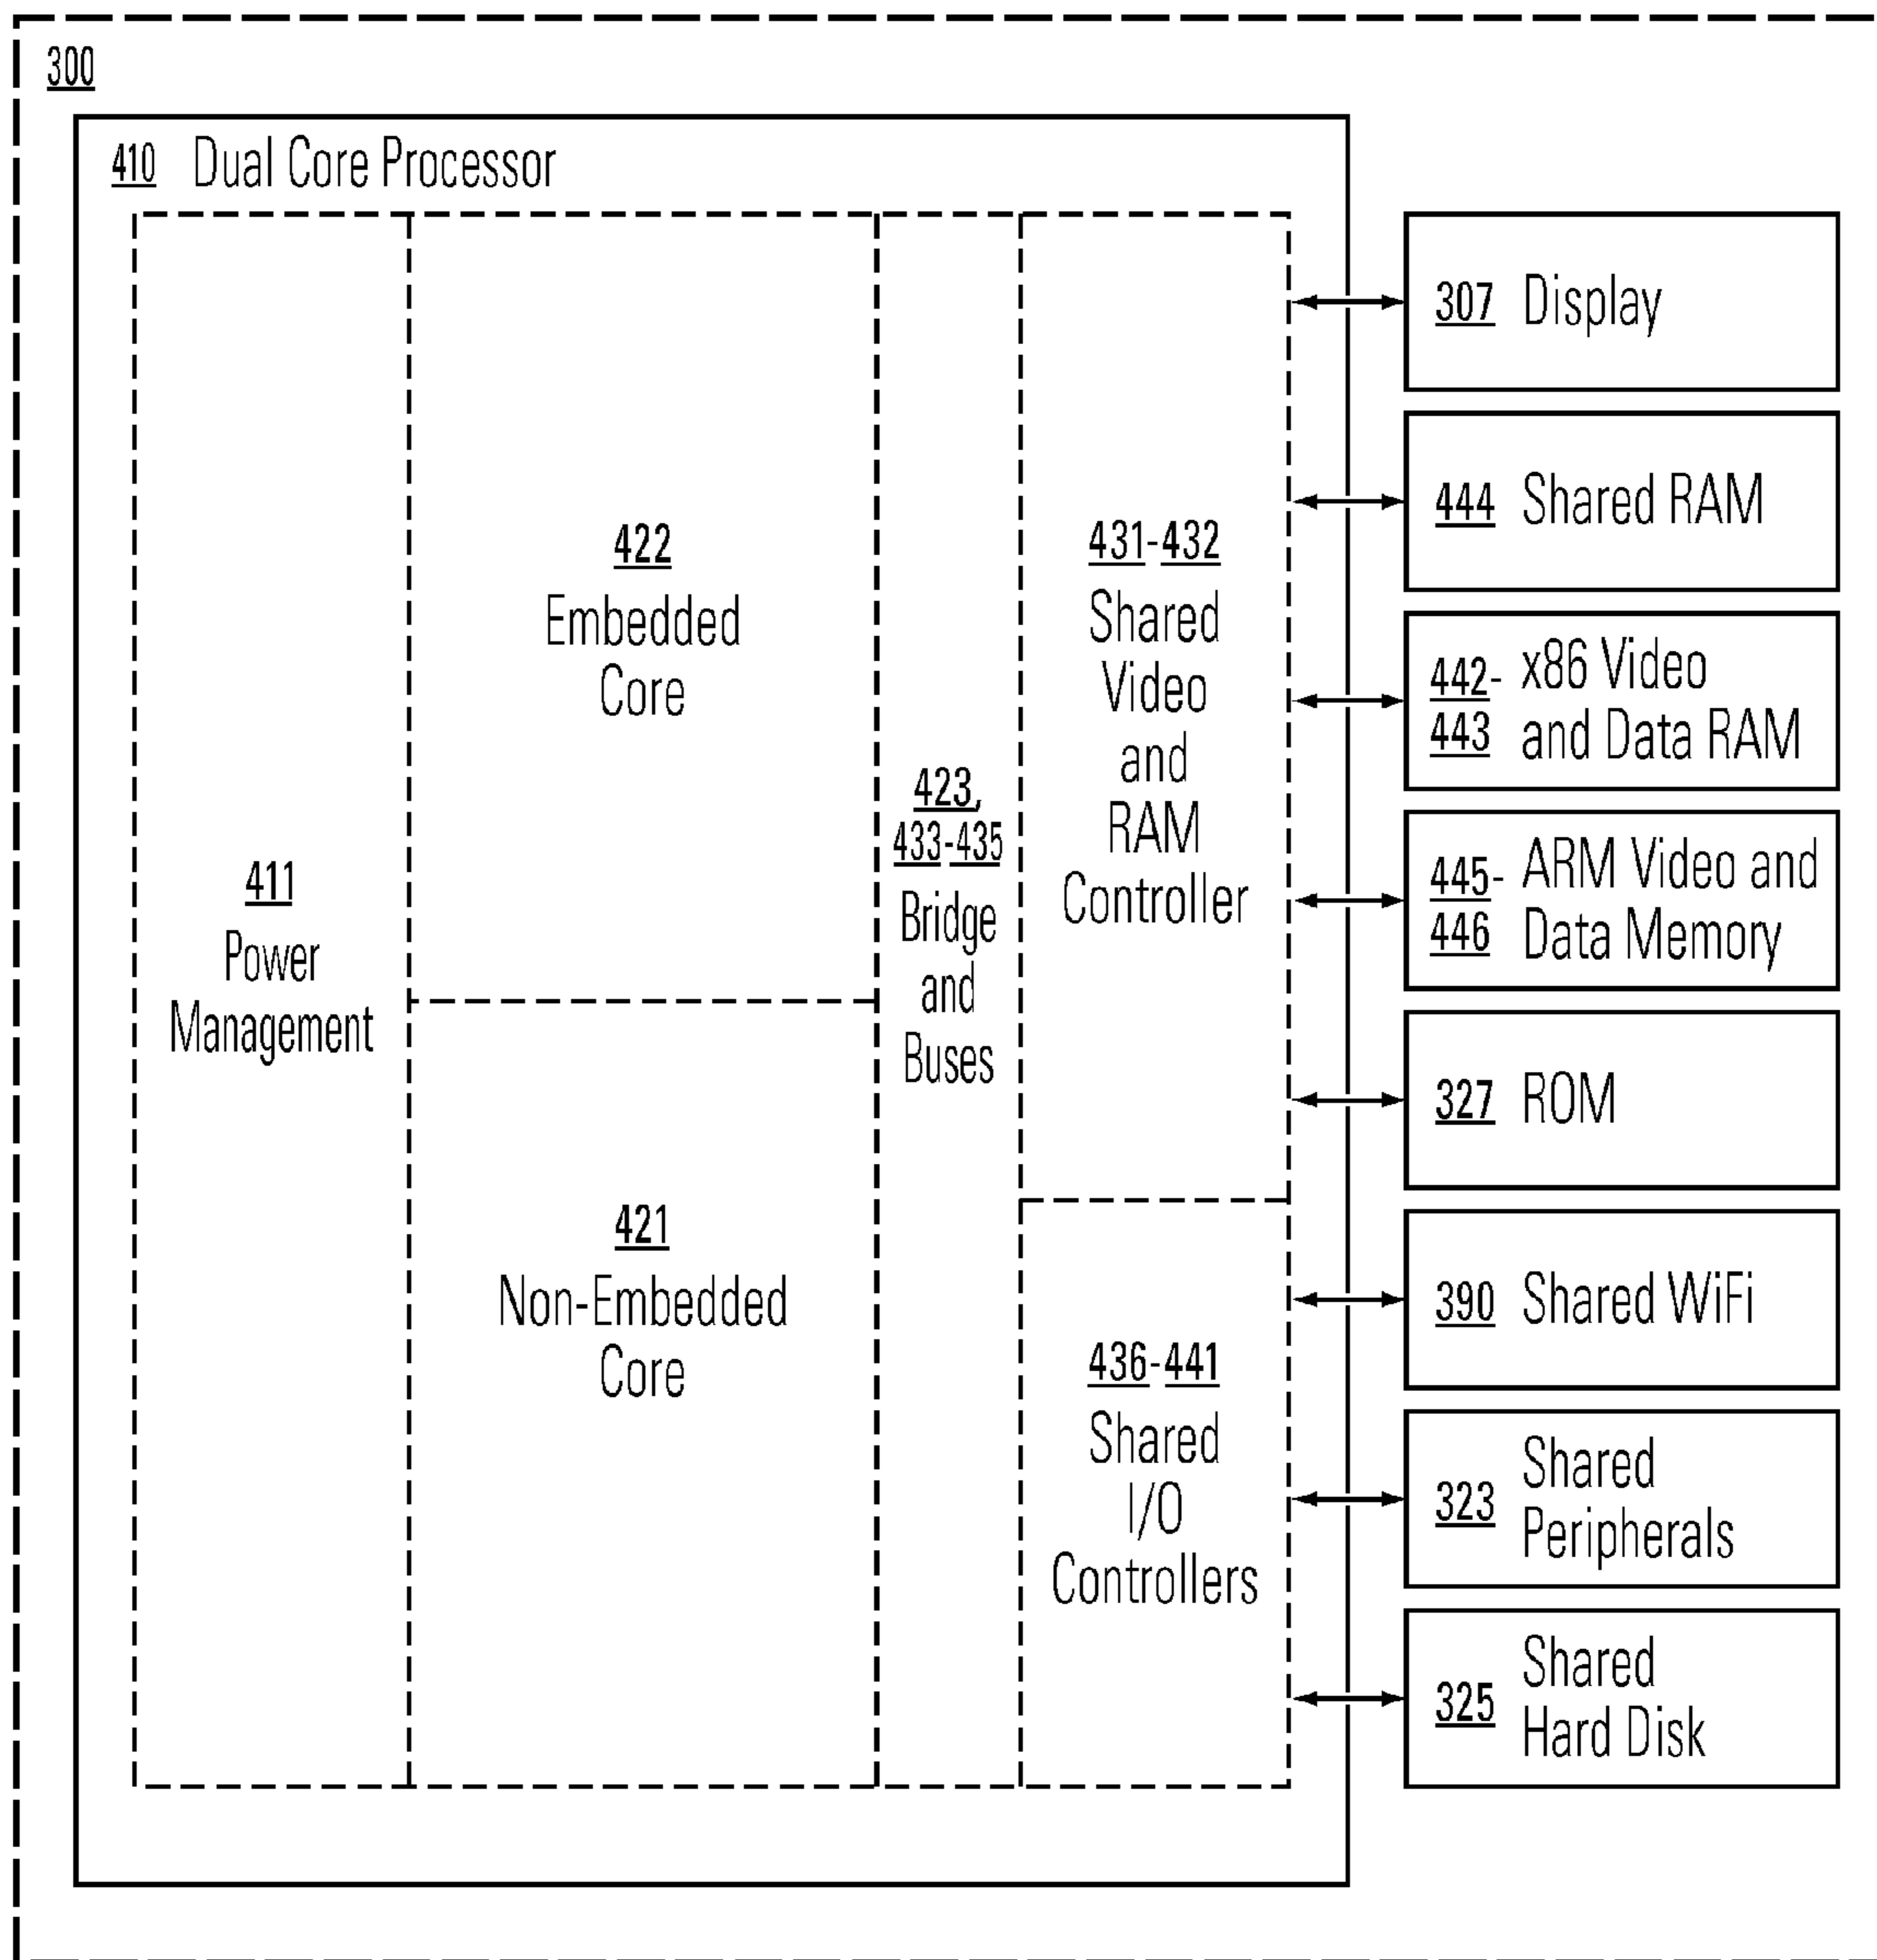 300
410 Dual Core Processor
411
Power
Management
422
Embedded
Core
421
Non-Embedded
Core
423,
433-435
Bridge
and
Buses
431-432
Shared
Video
and
RAM
Controller
436-441
Shared
I/O
Controllers
307 Display
444 Shared RAM
442- x86 Video
443 and Data RAM
445- ARM Video and
446 Data Memory
327 ROM
390 Shared WiFi
323 Shared
Peripherals
325 Shared
Hard Disk